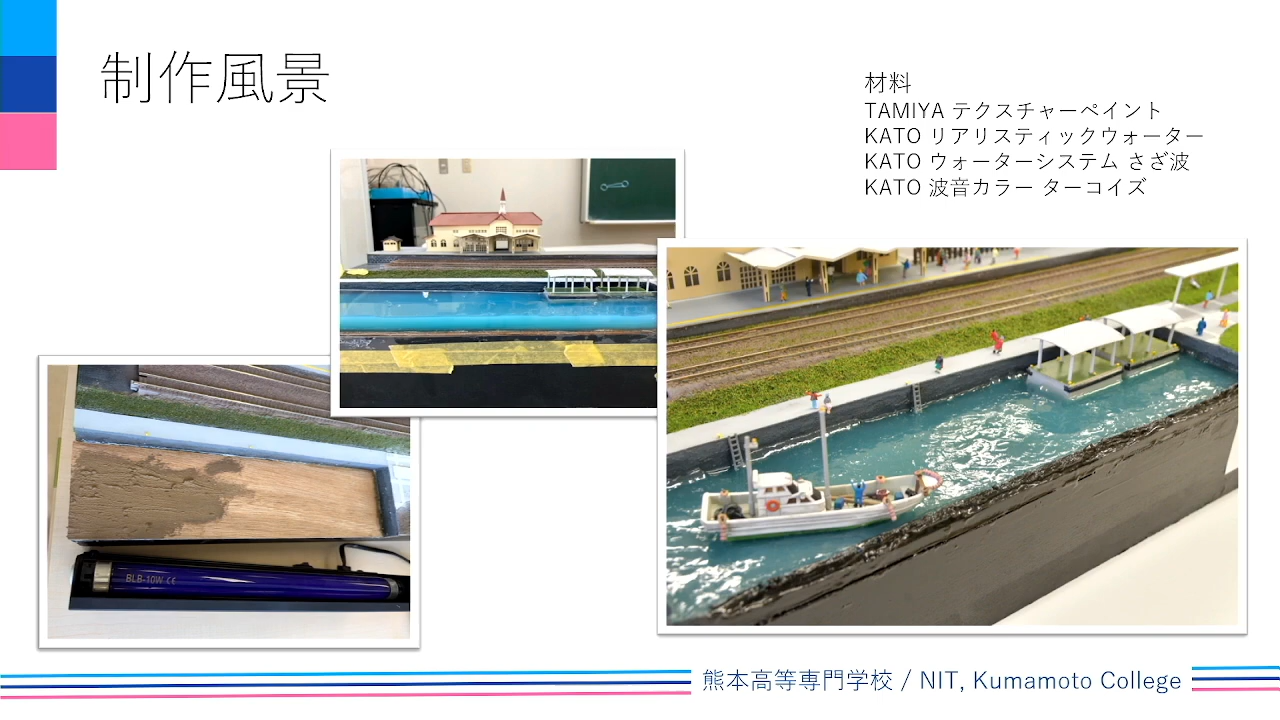 制作風景
材料
TAMIYA テクスチャーペイント
KATO リアリスティックウォーター
KATO ウォーターシステム さざ波
KATO 波音カラー ターコイズ
BLB-10W CE
熊本高等専門学校 / NIT, Kumamoto College